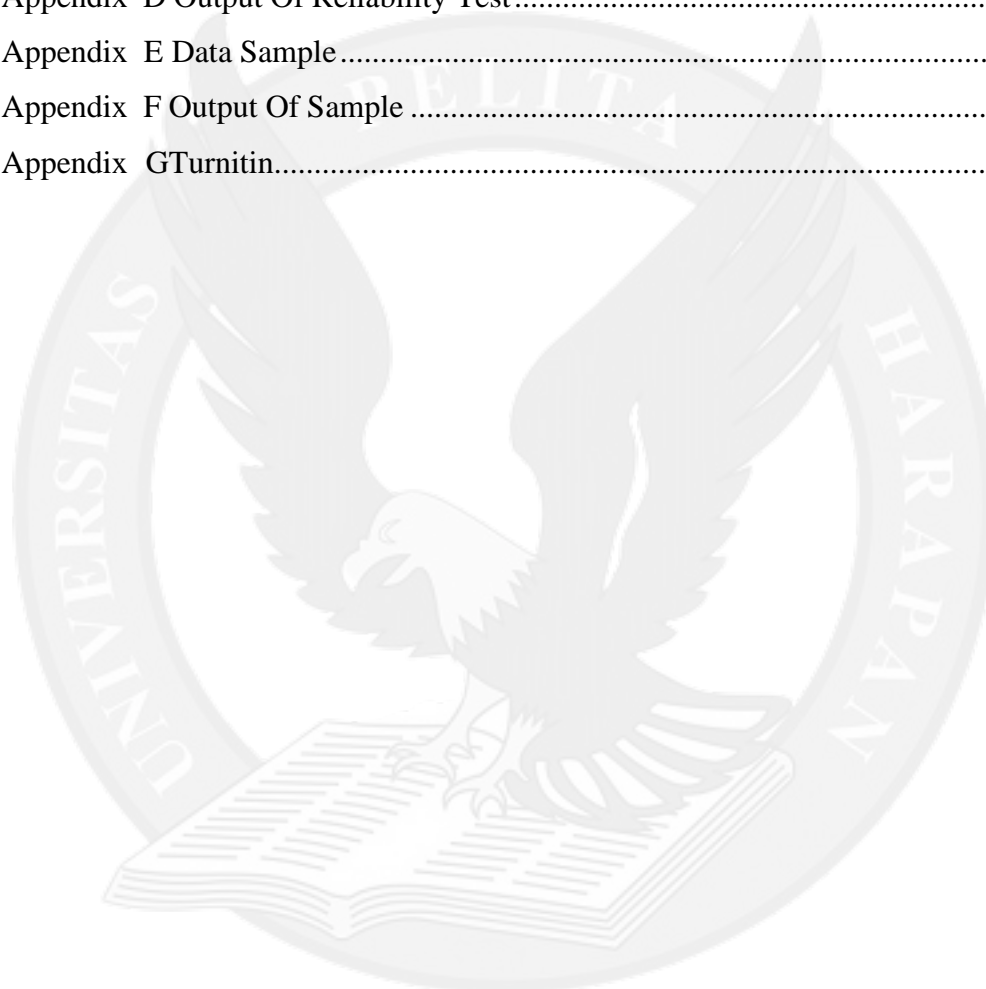 Appendix D Output Of Reliability Test........................................................
Appendix E Data Sample................................................................................
Appendix F Output Of Sample .......................................................................
Appendix GTurnitin........................................................................................
UNIVERSITAS PELITA HARAPAN